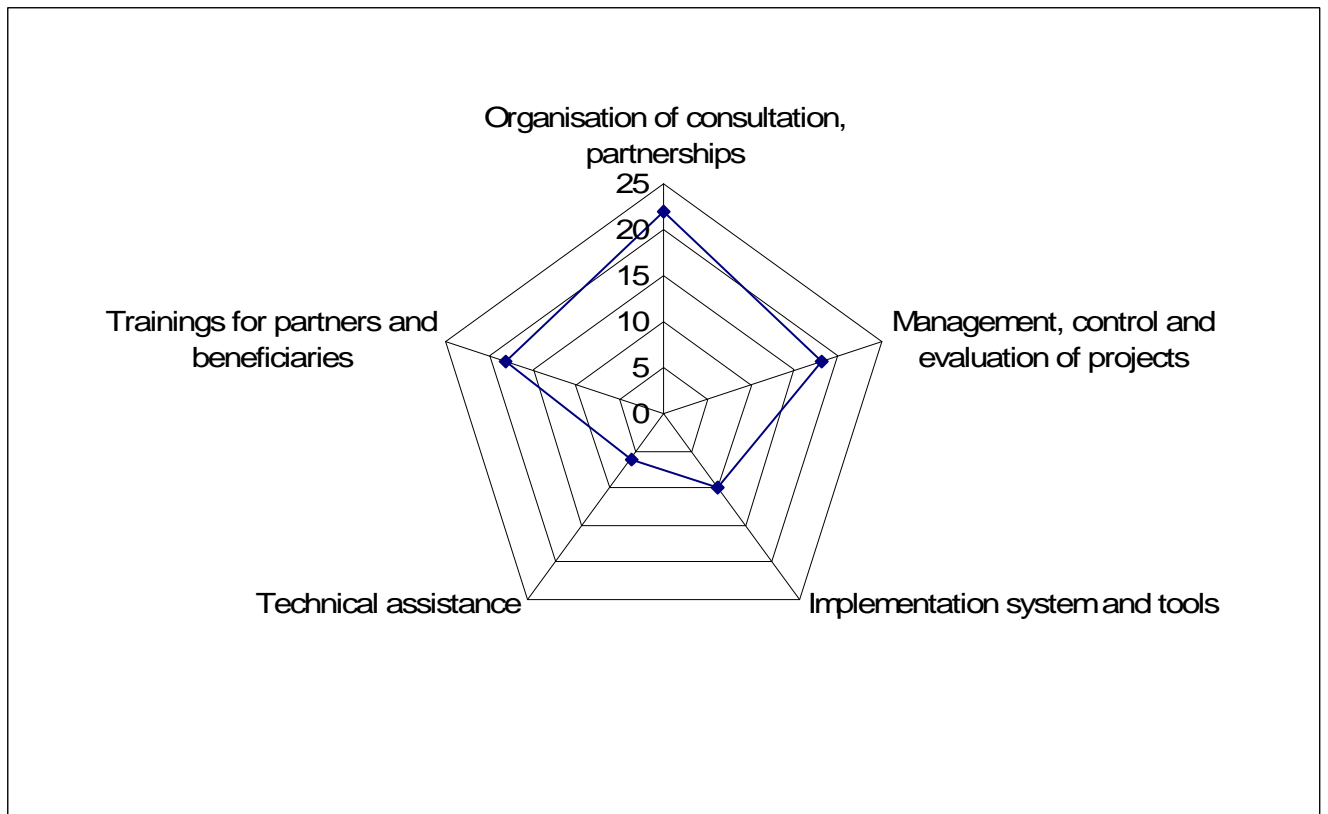 Organisation of consultation,
partnerships
25
20
15
10
5
0
Trainings for partners and
beneficiaries
Management, control and
evaluation of projects
Technical assistance
Implementation system and tools